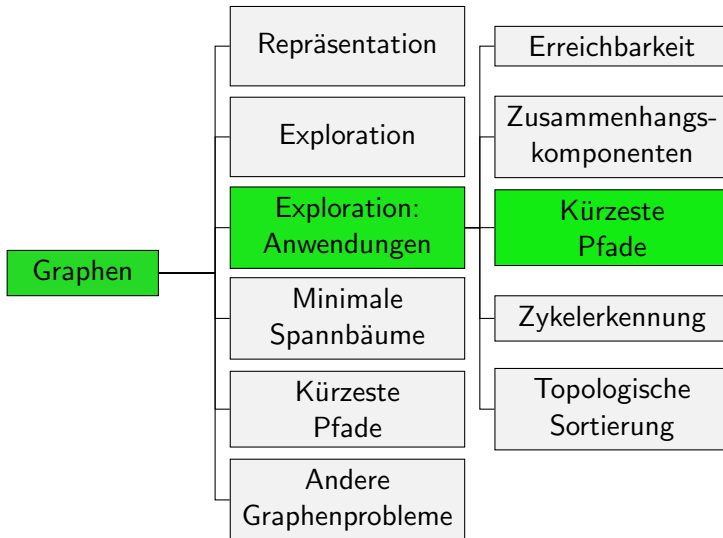 Graphen
Repräsentation
Exploration
Exploration:
Anwendungen
Minimale
Spannbäume
Kürzeste
Pfade
Andere
Graphenprobleme
Erreichbarkeit
Zusammenhangs-
komponenten
Kürzeste
Pfade
Zykelerkennung
Topologische
Sortierung